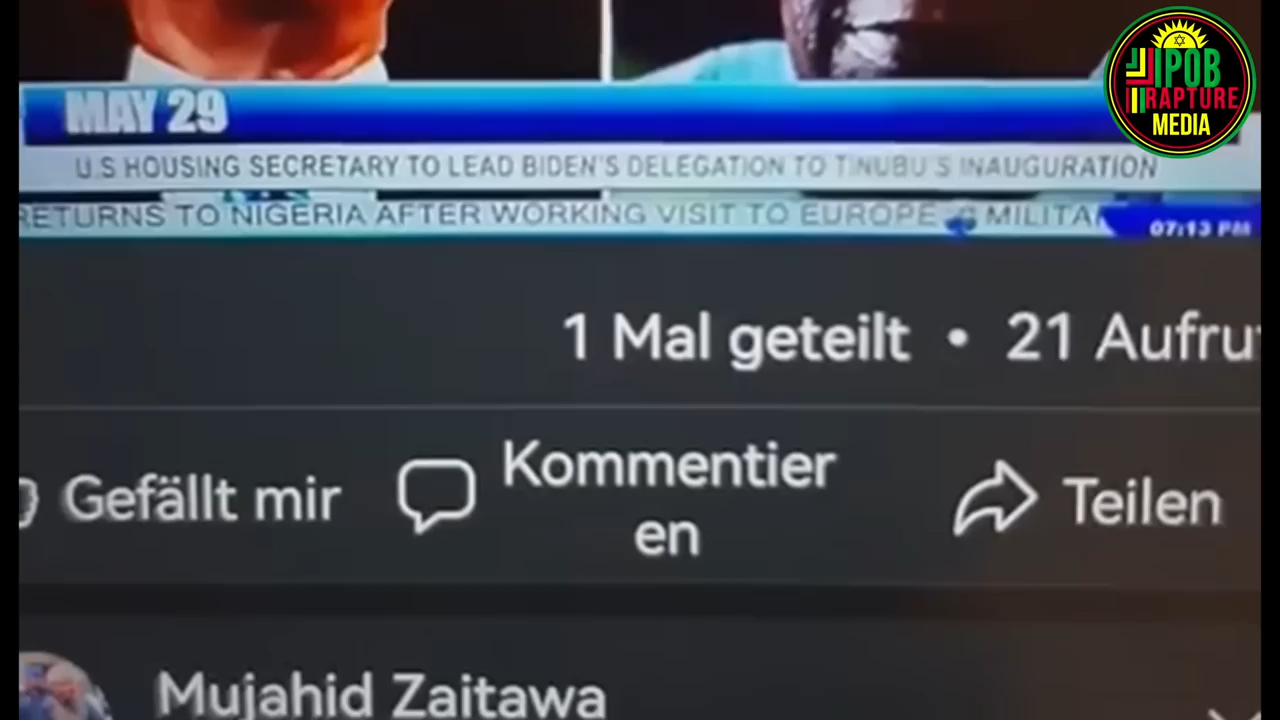 IPOB
RAPTURE
MEDIA
MAY 29
U.S HOUSING SECRETARY TO LEAD BIDEN'S DELEGATION TO TINUBU'S INAUGURATION
RETURNS TO NIGERIA AFTER WORKING VISIT TO EUROPE
07:13 PM
1 Mal geteilt • 21
Gefällt mir
Kommentier
en
Teilen
Mujahid Zaitawa